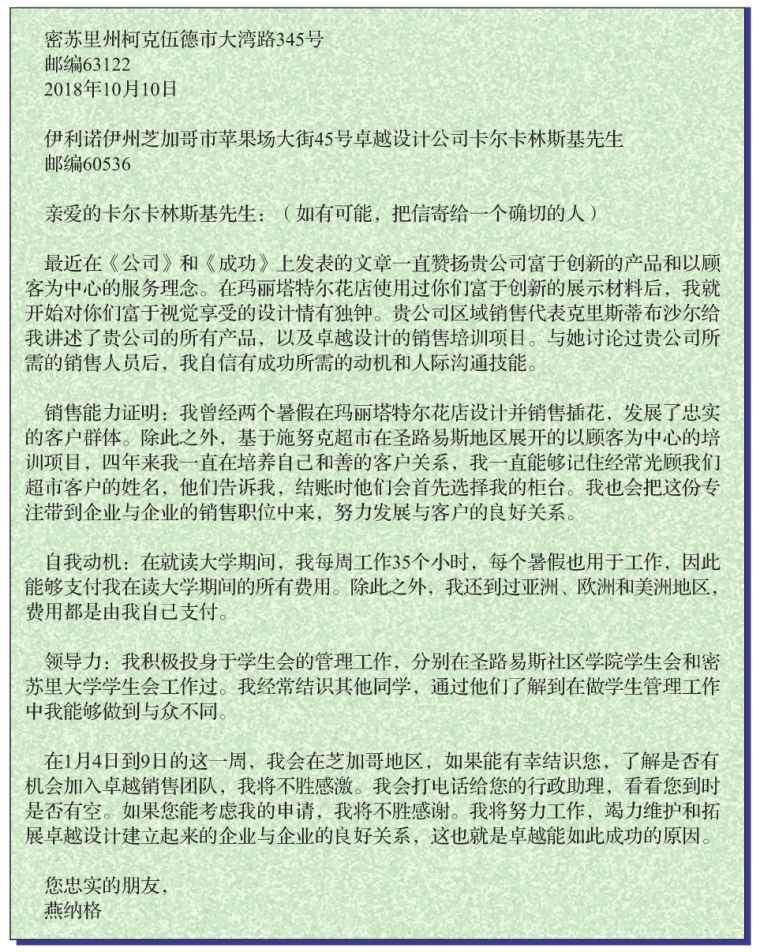 密苏里州柯克伍德市大湾路345号
邮编63122
2018年10月10日
伊利诺伊州芝加哥市苹果场大街45号卓越设计公司卡尔卡林斯基先生
邮编60536
亲爱的卡尔卡林斯基先生：（如有可能，把信寄给一个确切的人）
最近在《公司》和《成功》上发表的文章一直赞扬贵公司富于创新的产品和以顾
客为中心的服务理念。在玛丽塔特尔花店使用过你们富于创新的展示材料后，我就
开始对你们富于视觉享受的设计情有独钟。贵公司区域销售代表克里斯蒂布沙尔给
我讲述了贵公司的所有产品，以及卓越设计的销售培训项目。与她讨论过贵公司所
需的销售人员后，我自信有成功所需的动机和人际沟通技能。
销售能力证明：我曾经两个暑假在玛丽塔特尔花店设计并销售插花，发展了忠实
的客户群体。除此之外，基于施努克超市在圣路易斯地区展开的以顾客为中心的培
训项目，四年来我一直在培养自己和善的客户关系，我一直能够记住经常光顾我们
超市客户的姓名，他们告诉我，结账时他们会首先选择我的柜台。我也会把这份专
注带到企业与企业的销售职位中来，努力发展与客户的良好关系。
自我动机：在就读大学期间，我每周工作35个小时，每个暑假也用于工作，因此
能够支付我在读大学期间的所有费用。除此之外，我还到过亚洲、欧洲和美洲地区，
费用都是由我自己支付。
领导力：我积极投身于学生会的管理工作，分别在圣路易斯社区学院学生会和密
苏里大学学生会工作过。我经常结识其他同学，通过他们了解到在做学生管理工作
中我能够做到与众不同。
在1月4日到9日的这一周，我会在芝加哥地区，如果能有幸结识您，了解是否有
机会加入卓越销售团队，我将不胜感激。我会打电话给您的行政助理，看看您到时
是否有空。如果您能考虑我的申请，我将不胜感谢。我将努力工作，竭力维护和拓
展卓越设计建立起来的企业与企业的良好关系，这也就是卓越能如此成功的原因。
您忠实的朋友，
燕纳格